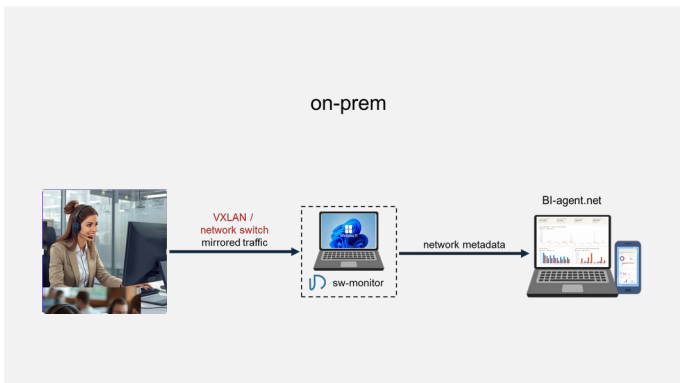 on-prem
BI-agent.net
VXLAN /
network switch
mirrored traffic
network metadata
sw-monitor